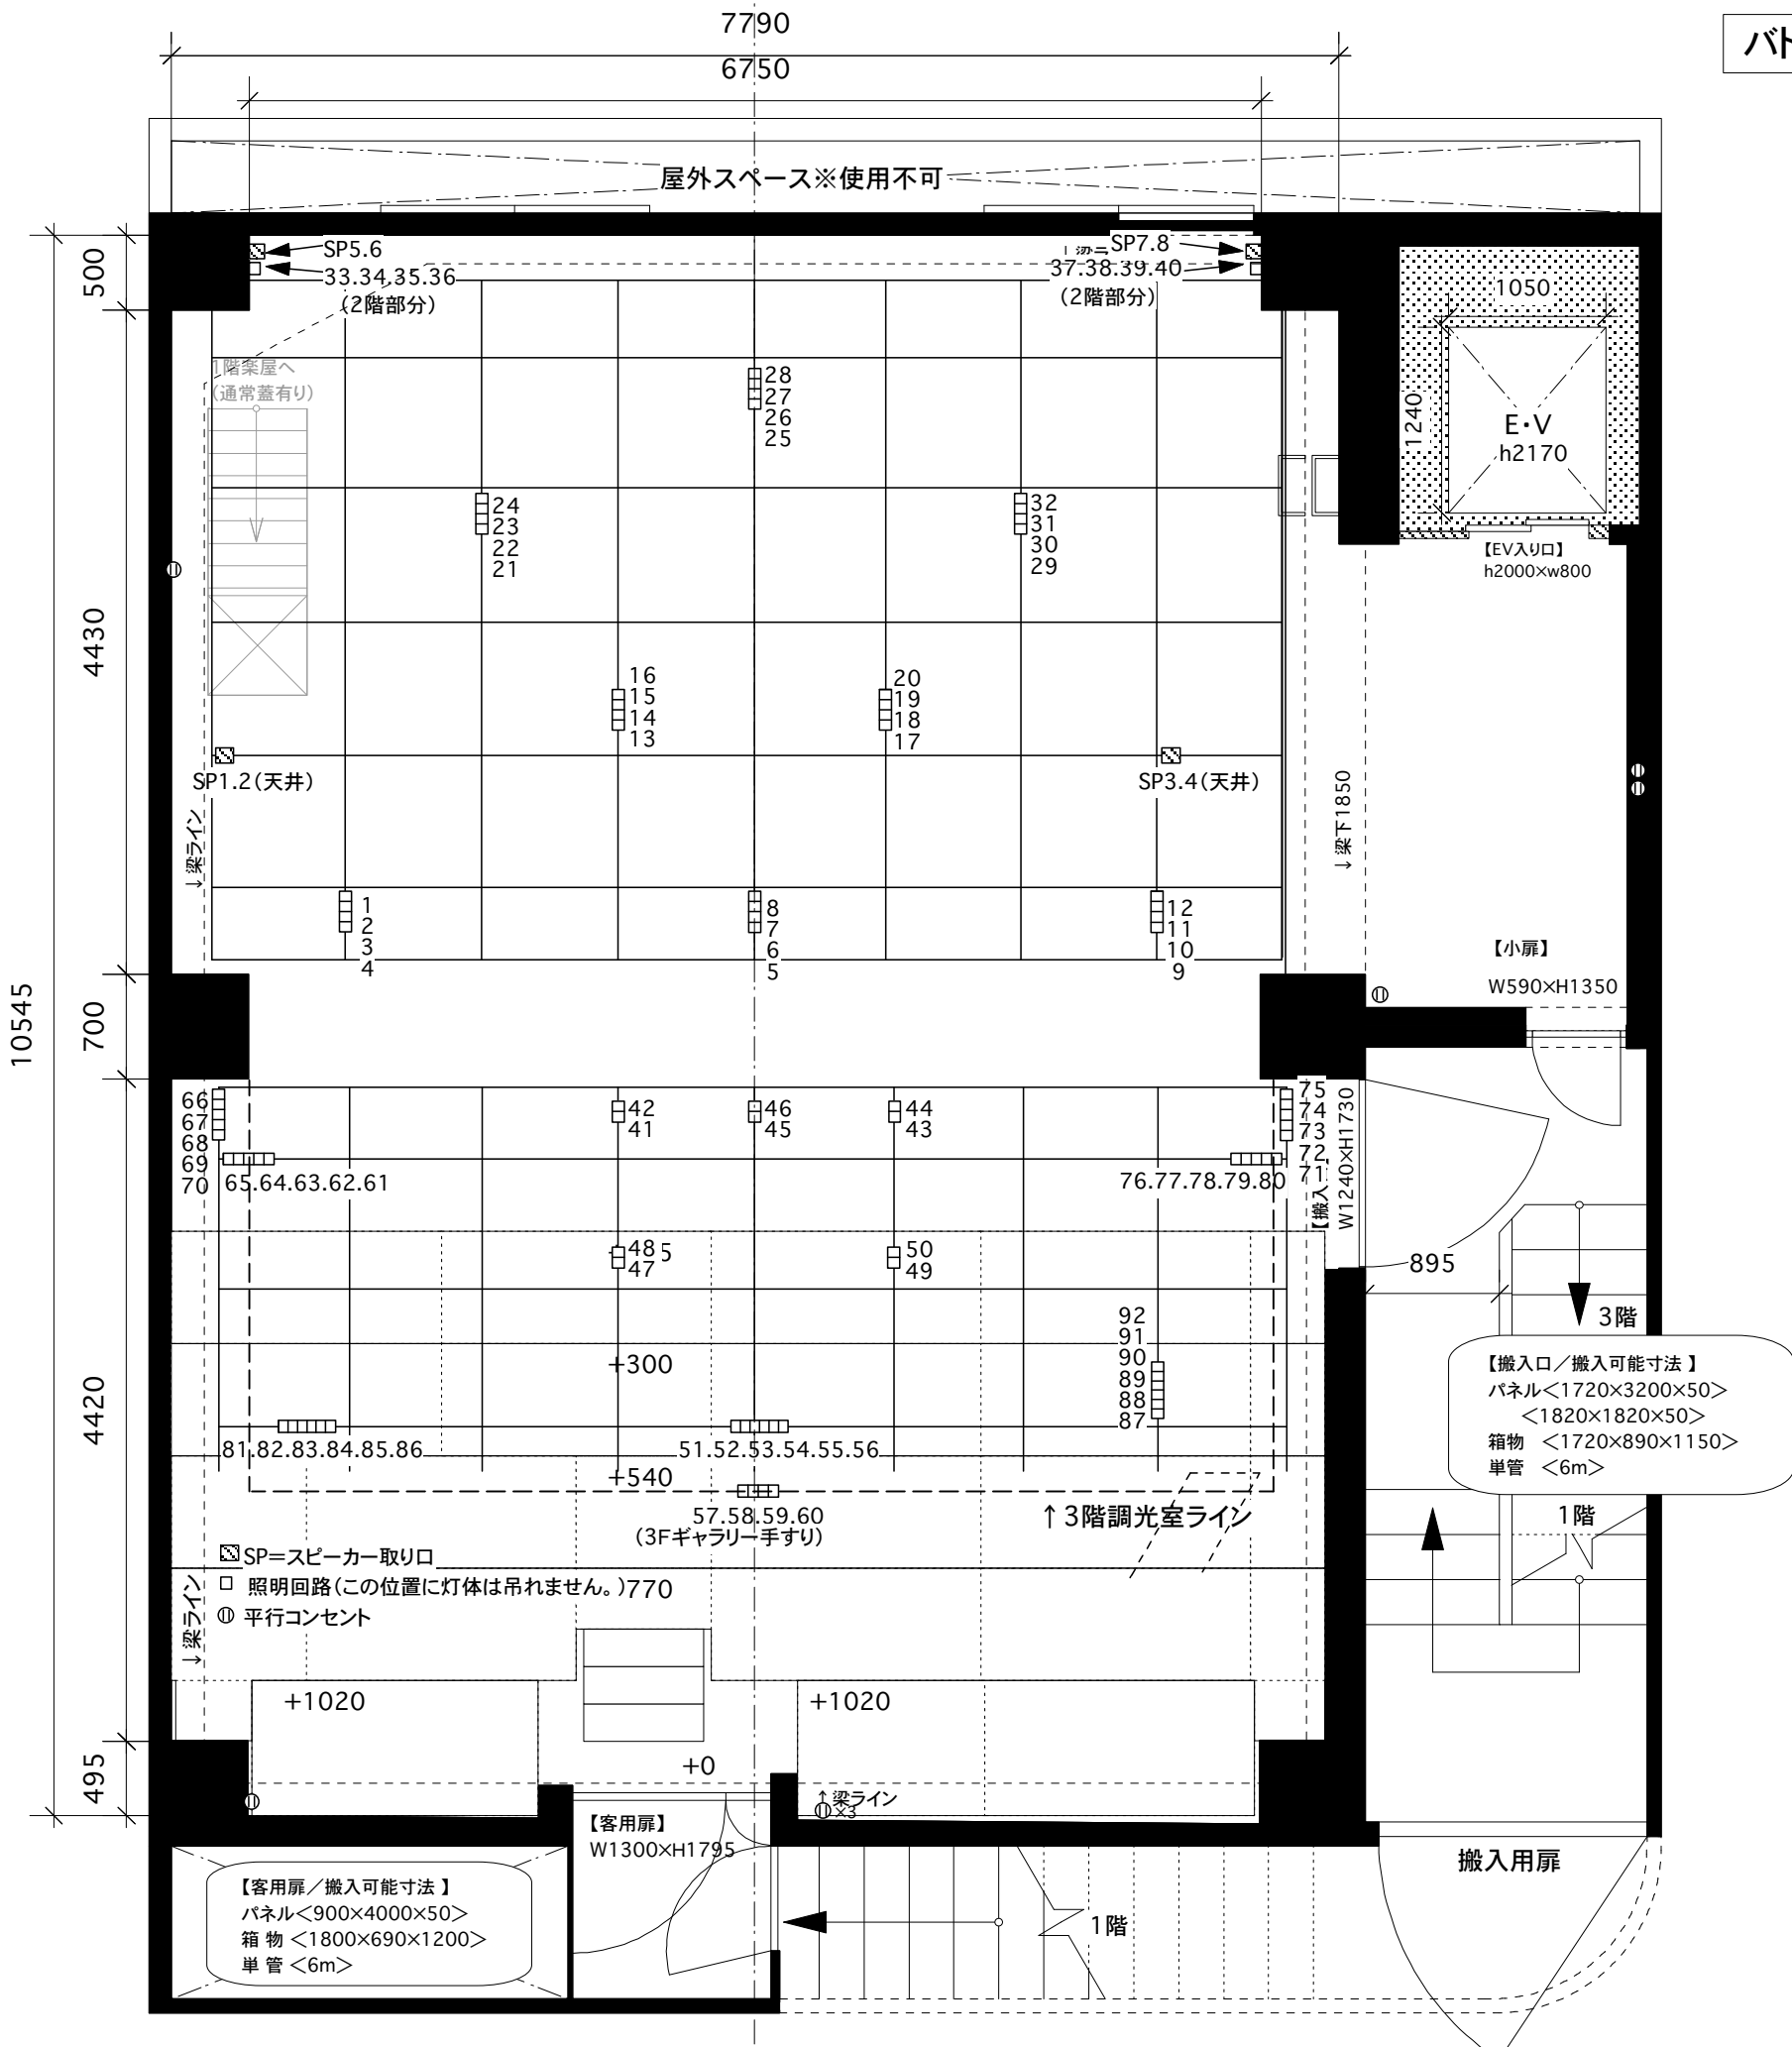 7790
6750
屋外スペース※使用不可
500
SP5.6
33.34.35.36
(2階部分)
SP7.8
37.38.39.40
(2階部分)
1050
1240
E・V
h2170
【EV入り口】
h2000×w800
1階楽屋へ
(通常蓋有り)
28
27
26
25
24
23
22
21
32
31
30
29
4430
16
15
14
13
20
19
18
17
SP1.2(天井)
SP3.4(天井)
↓梁ライン
↓梁下1850
1
2
3
4
8
7
6
5
12
11
10
9
【小扉】
W590×H1350
10545
700
66
67
68
69
70
65.64.63.62.61
42
41
46
45
44
43
75
74
73
72
71
76.77.78.79.80
W1240×H1730
48
47
50
49
895
3階
+300
92
91
90
89
88
87
4420
【搬入口/搬入可能寸法 】
パネル<1720×3200×50>
<1820×1820×50>
箱物 <1720×890×1150>
単管 <6m>
81.82.83.84.85.86
51.52.53.54.55.56
+540
57.58.59.60
(3Fギャラリー手すり)
↑3階調光室ライン
1階
SP=スピーカー取り口
照明回路(この位置に灯体は吊れません。)770
平行コンセント
↓梁ライン
+1020
+1020
+0
495
↑梁ライン
×3
【客用扉】
W1300×H1795
搬入用扉
【客用扉/搬入可能寸法 】
パネル<900×4000×50>
箱 物 <1800×690×1200>
単 管 <6m>
1階